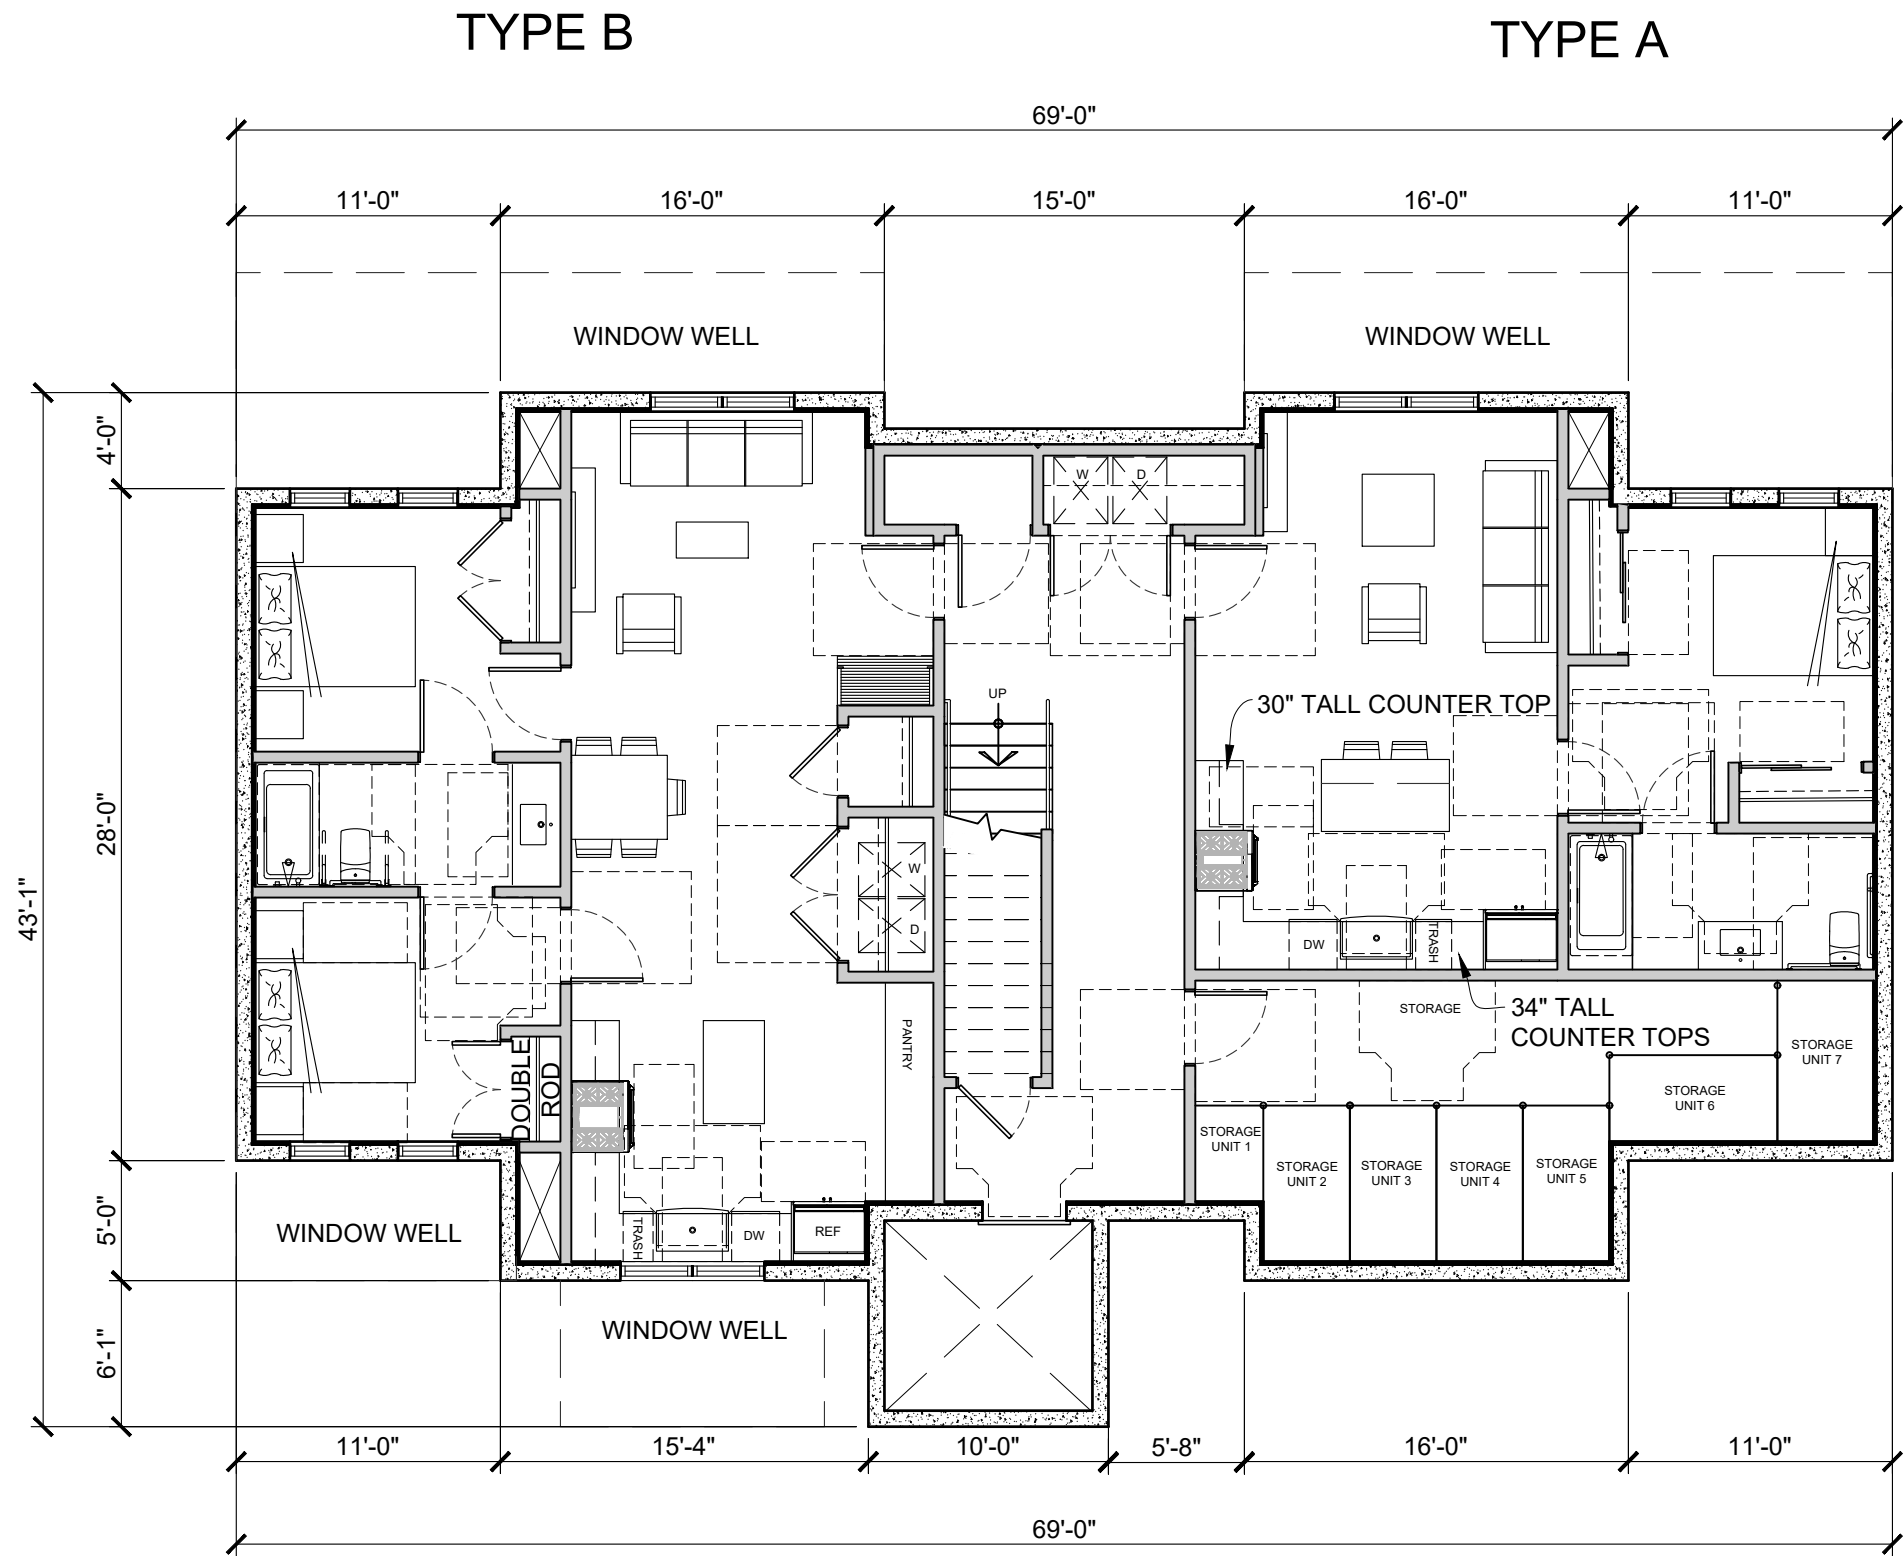 TYPE B
TYPE A
69'-0"
11'-0"
16'-0"
15'-0"
16'-0"
11'-0"
WINDOW WELL
WINDOW WELL
4'-0"
28'-0"
43'-1"
5'-0"
6'-1"
W
D
UP
30" TALL COUNTER TOP
W
D
DW
TRASH
PANTRY
STORAGE
34" TALL
COUNTER TOPS
DOUBLE
ROD
STORAGE
UNIT 7
STORAGE
UNIT 6
STORAGE
UNIT 1
STORAGE
UNIT 2
STORAGE
UNIT 3
STORAGE
UNIT 4
STORAGE
UNIT 5
TRASH
DW
REF
WINDOW WELL
WINDOW WELL
11'-0"
15'-4"
10'-0"
5'-8"
16'-0"
11'-0"
69'-0"